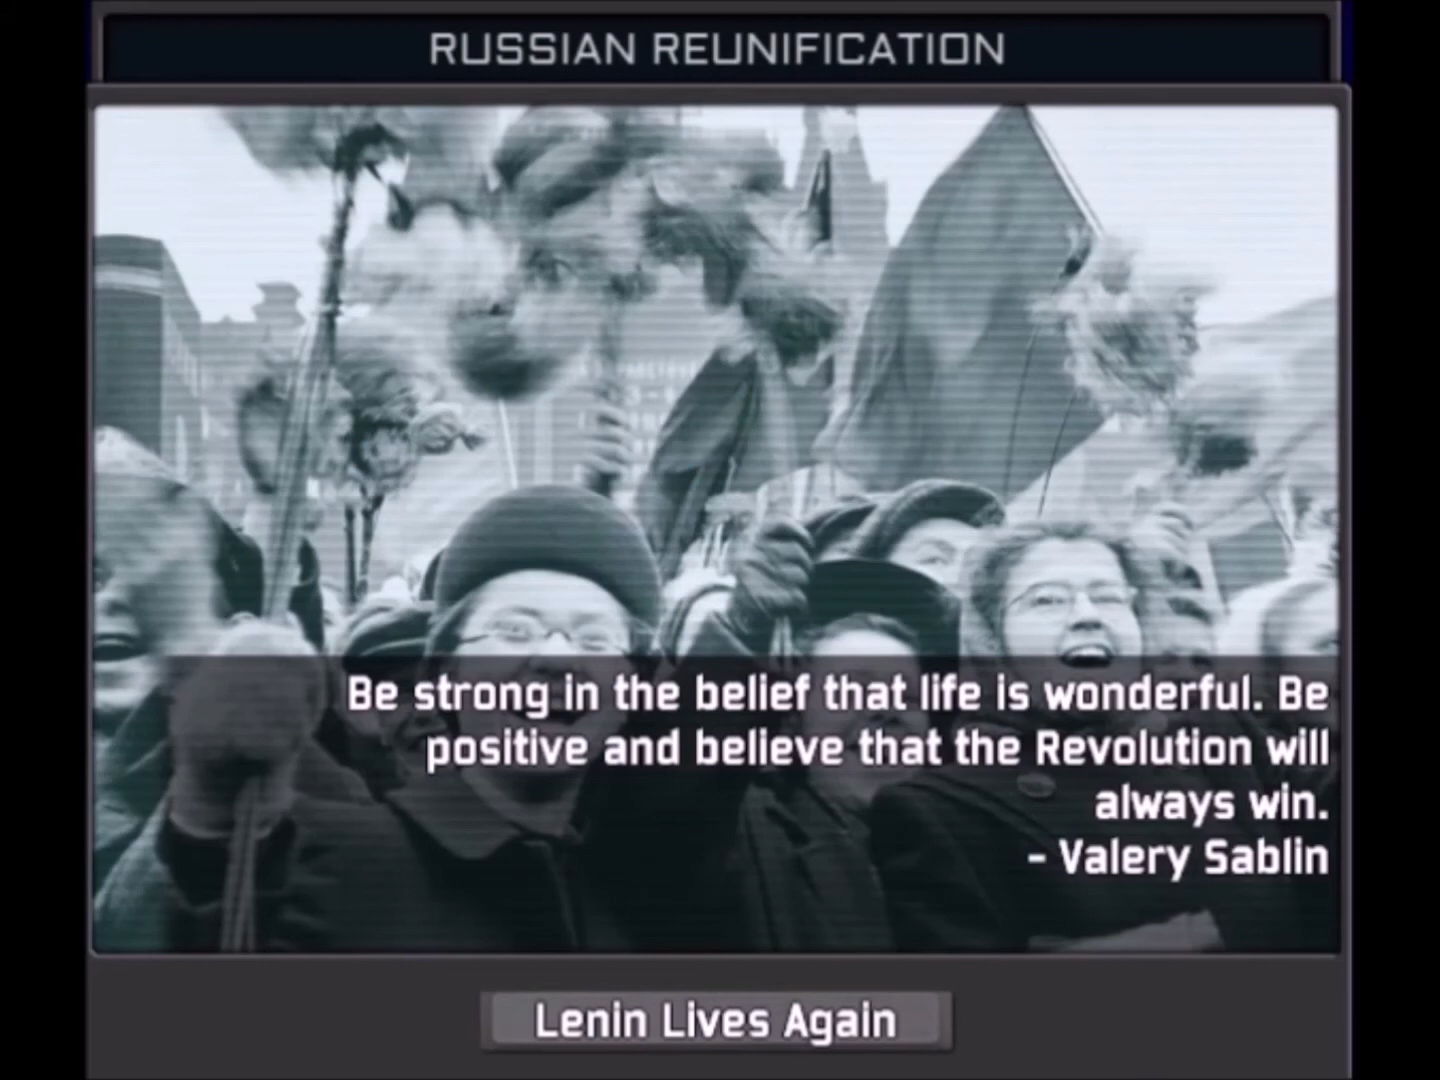 RUSSIAN REUNIFICATION
Be strong in the belief that life is wonderful. Be
positive and believe that the Revolution will
always win.
- Valery Sablin
Lenin Lives Again